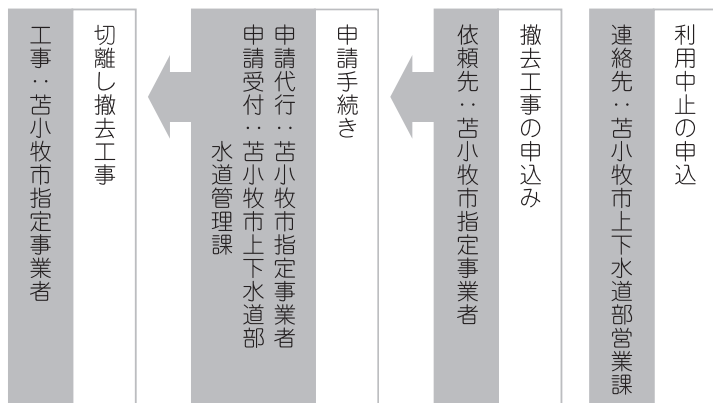 利用中止の申込
連絡先：苫小牧市上下水道部営業課
撤去工事の申込み
依頼先：苫小牧市指定事業者
申請手続き
申請代行：苫小牧市指定事業者
申請受付：苫小牧市上下水道部
水道管理課
切離し撤去工事
工事：苫小牧市指定事業者